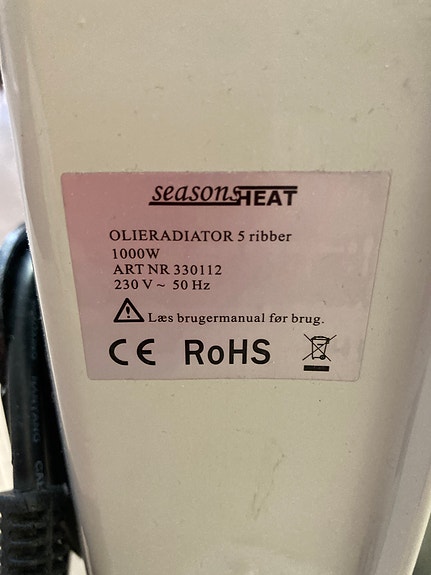 seasonsHEAT
OLIERADIATOR 5 ribber
1000W
ART NR 330112
230 V ~ 50 Hz
Læs brugermanual før brug.
CE RoHS